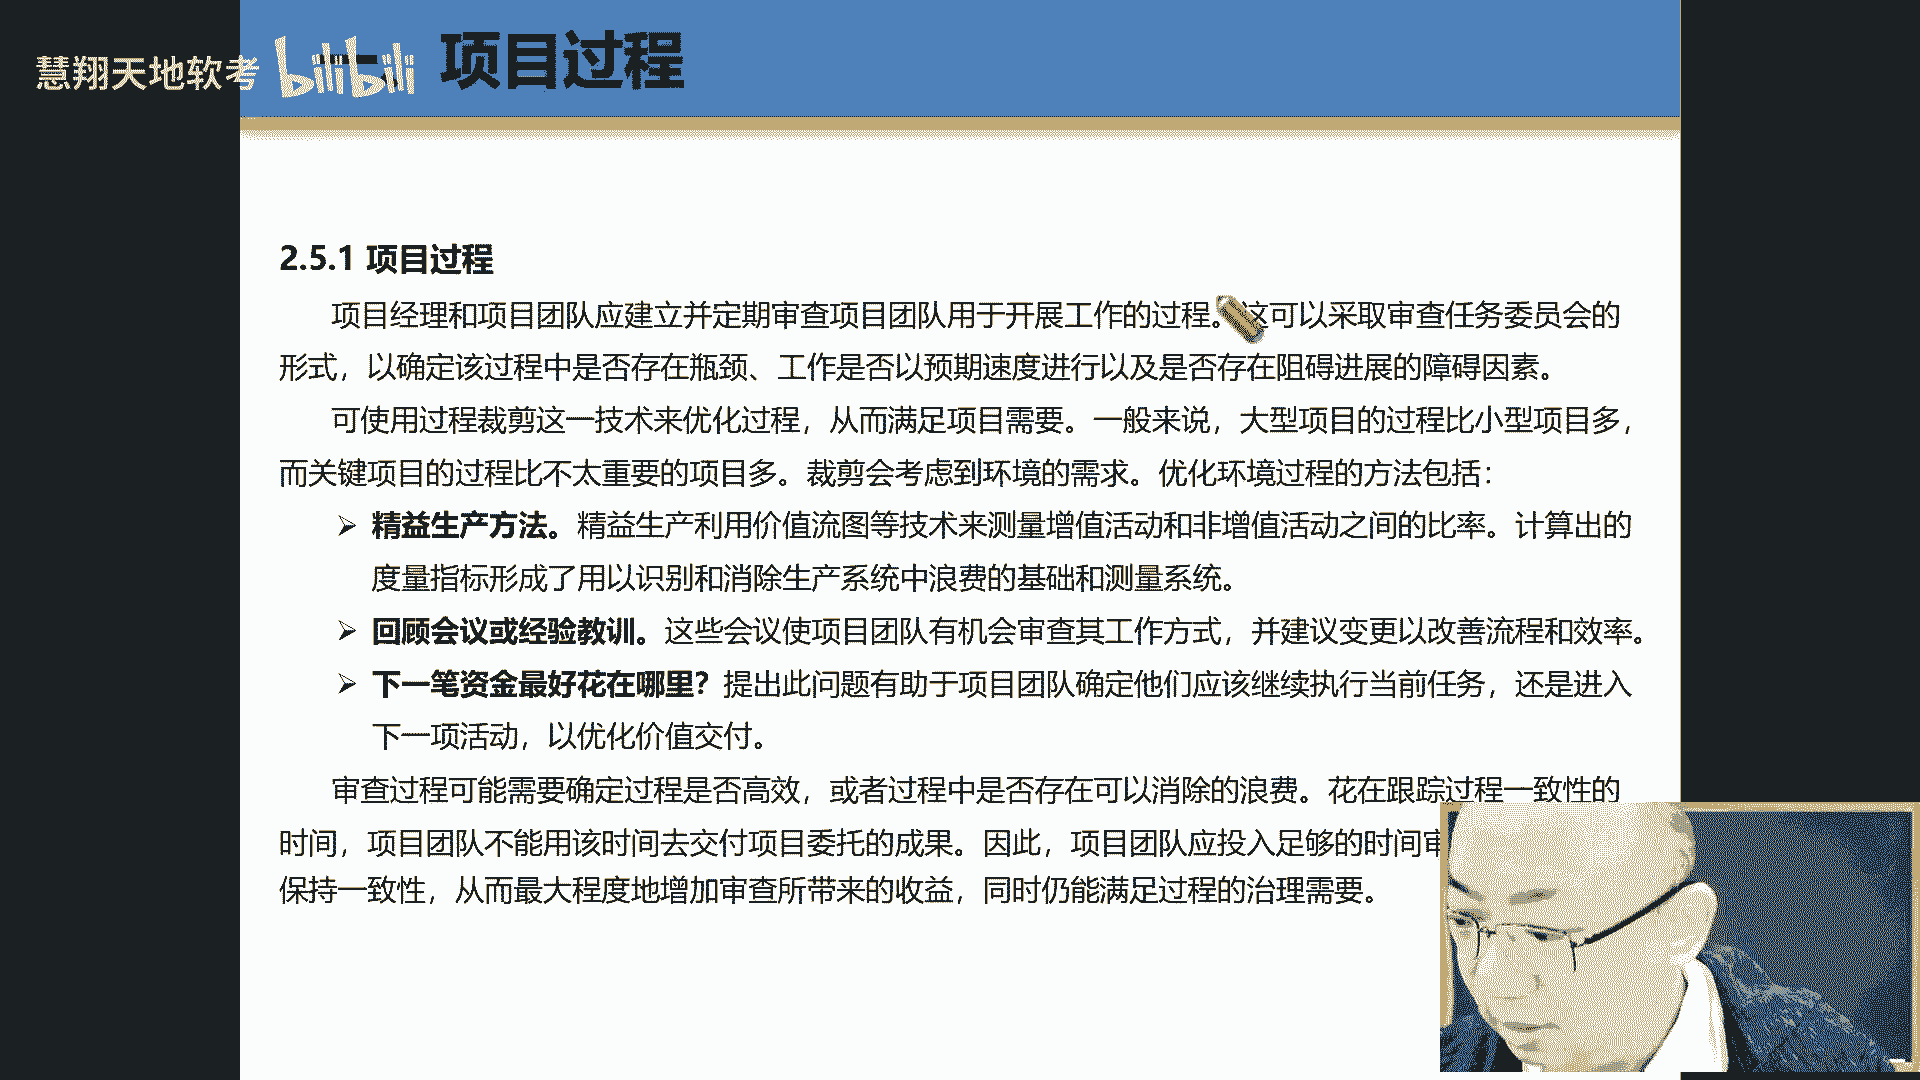 慧翔天地软考 bilibili
项目过程
2.5.1 项目过程
项目经理和项目团队应建立并定期审查项目团队用于开展工作的过程。这可以采取审查任务委员会的
形式，以确定该过程中是否存在瓶颈、工作是否以预期速度进行以及是否存在阻碍进展的障碍因素。
可使用过程裁剪这一技术来优化过程，从而满足项目需要。一般来说，大型项目的过程比小型项目多，
而关键项目的过程比不太重要的项目多。裁剪会考虑到环境的需求。优化环境过程的方法包括：
➢ 精益生产方法。精益生产利用价值流图等技术来测量增值活动和非增值活动之间的比率。计算出的
度量指标形成了用以识别和消除生产系统中浪费的基础和测量系统。
➢ 回顾会议或经验教训。这些会议使项目团队有机会审查其工作方式，并建议变更以改善流程和效率。
➢ 下一笔资金最好花在哪里？提出此问题有助于项目团队确定他们应该继续执行当前任务，还是进入
下一项活动，以优化价值交付。
审查过程可能需要确定过程是否高效，或者过程中是否存在可以消除的浪费。花在跟踪过程一致性的
时间，项目团队不能用该时间去交付项目委托的成果。因此，项目团队应投入足够的时间
保持一致性，从而最大程度地增加审查所带来的收益，同时仍能满足过程的治理需要。